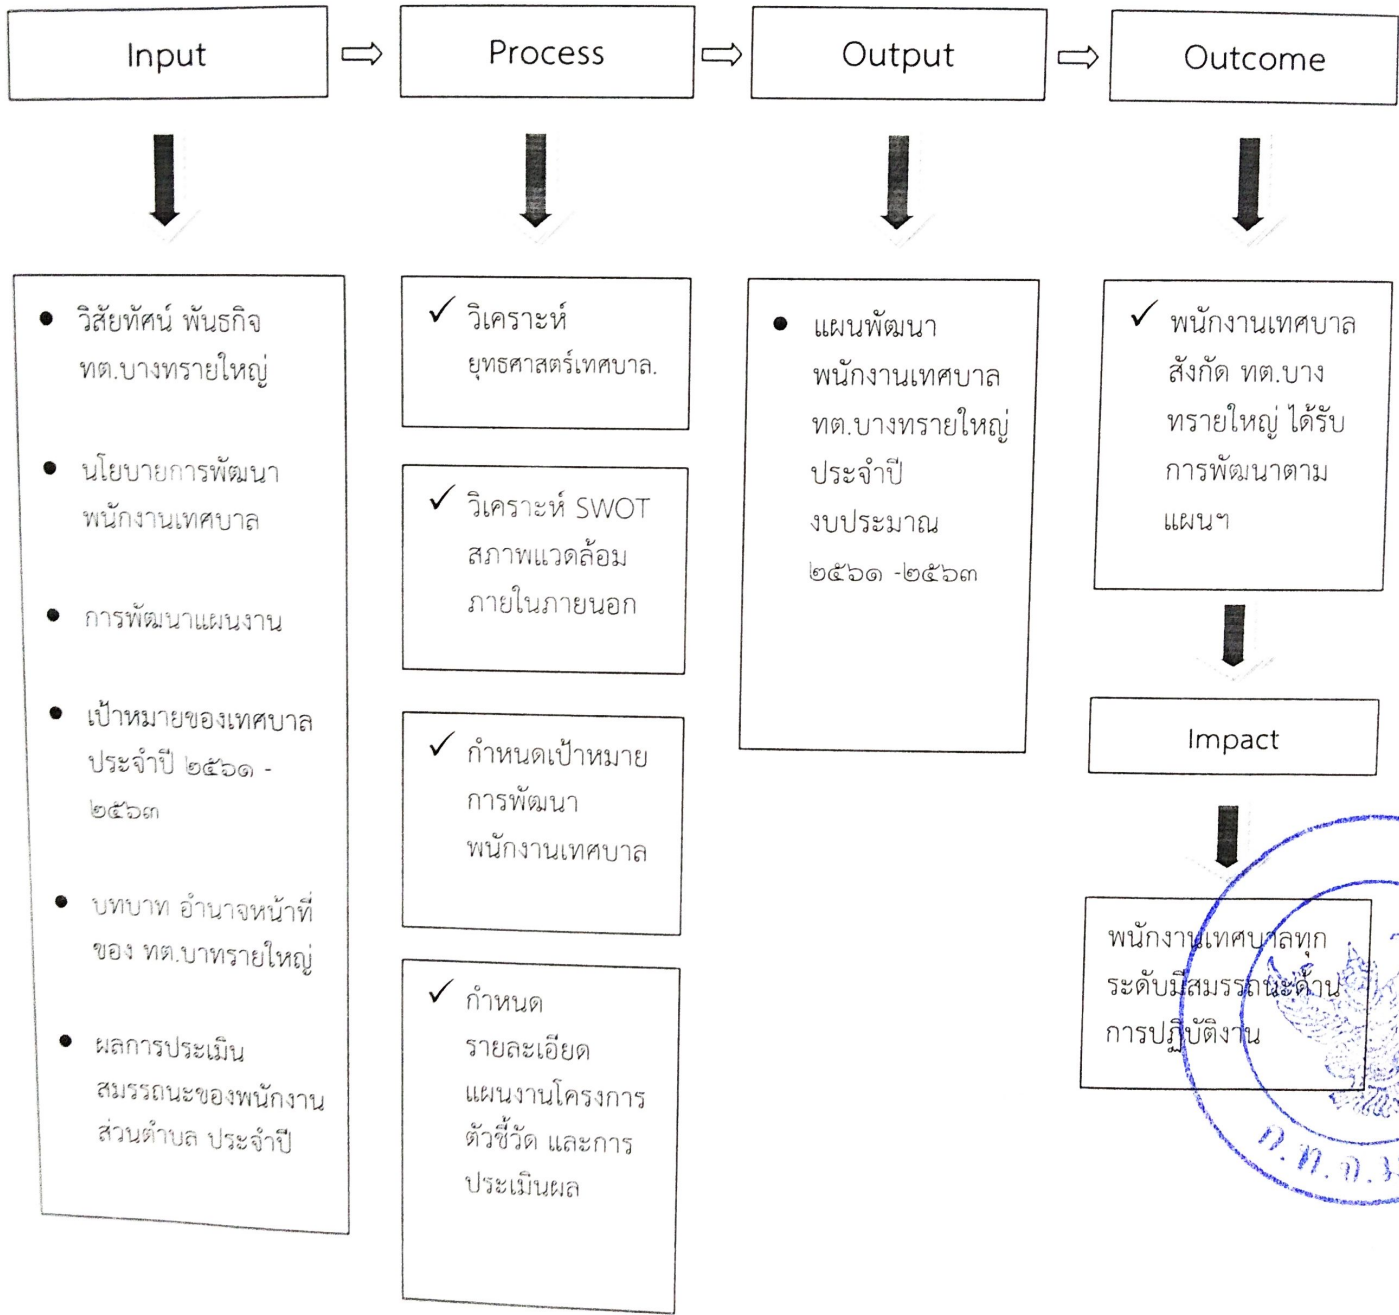 Input
Process
Output
Outcome
วิสัยทัศน์ พันธกิจ
ทต.บางทรายใหญ่
นโยบายการพัฒนา
พนักงานเทศบาล
การพัฒนาแผนงาน
เป้าหมายของเทศบาล
ประจำปี ๒๕๖๑ -
๒๕๖๓
บทบาท อำนาจหน้าที่
ของ ทต.บาทรายใหญ่
ผลการประเมิน
สมรรถนะของพนักงาน
ส่วนตำบล ประจำปี
✓ วิเคราะห์
ยุทธศาสตร์เทศบาล.
✓ วิเคราะห์ SWOT
สภาพแวดล้อม
ภายในภายนอก
✓ กำหนดเป้าหมาย
การพัฒนา
พนักงานเทศบาล
✓ กำหนด
รายละเอียด
แผนงานโครงการ
ตัวชี้วัด และการ
ประเมินผล
แผนพัฒนา
พนักงานเทศบาล
ทต.บางทรายใหญ่
ประจำปี
งบประมาณ
๒๕๖๑ -๒๕๖๓
✓ พนักงานเทศบาล
สังกัด ทต.บาง
ทรายใหญ่ ได้รับ
การพัฒนาตาม
แผนฯ
Impact
พนักงานเทศบาลทุก
ระดับมีสมรรถนะด้าน
การปฏิบัติงาน
ก.ท.จ.